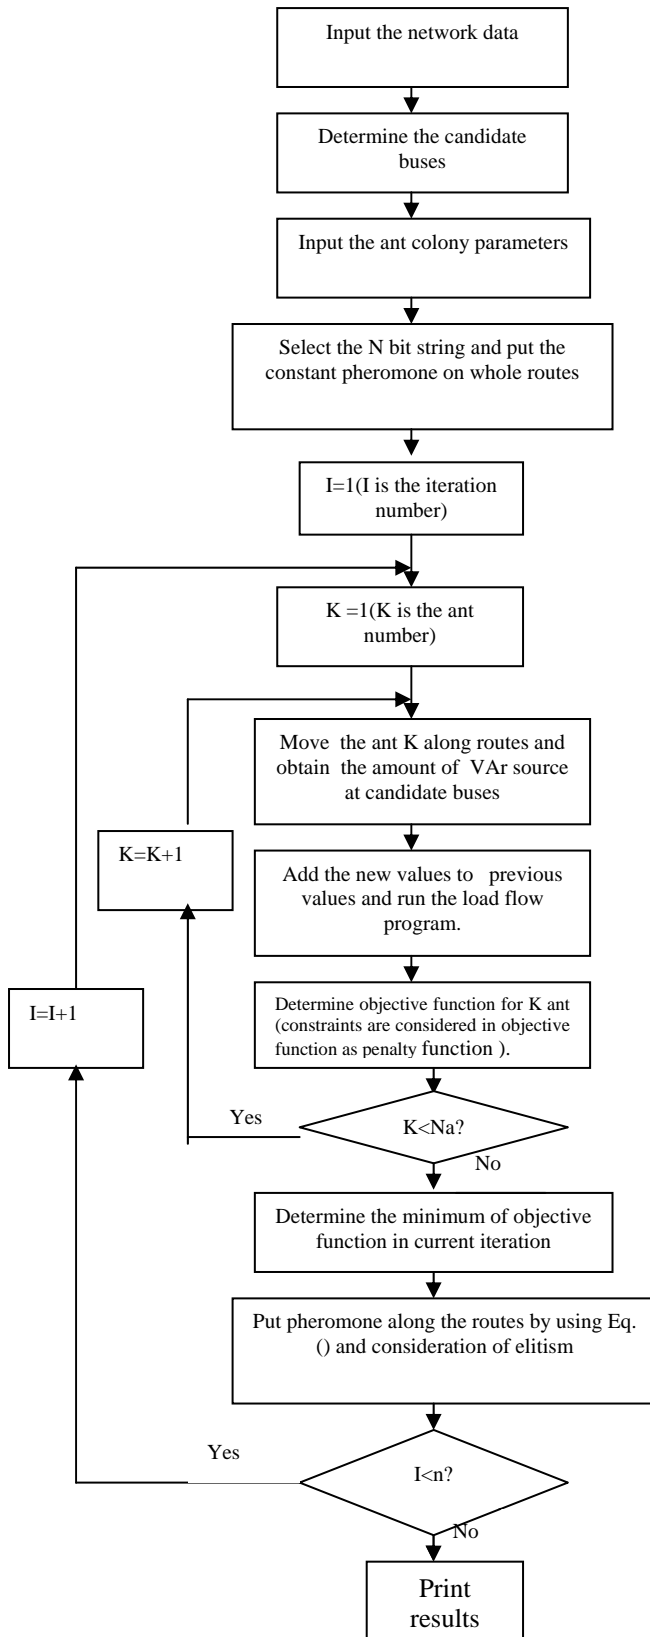 Input the network data
Determine the candidate
buses
Input the ant colony parameters
Select the N bit string and put the
constant pheromone on whole routes
I=1(I is the iteration
number)
K =1(K is the ant
number)
Move the ant K along routes and
obtain the amount of VAr source
at candidate buses
K=K+1
Add the new values to previous
values and run the load flow
program.
I=I+1
Determine objective function for K ant
(constraints are considered in objective
function as penalty function ).
Yes
K<Na?
No
Determine the minimum of objective
function in current iteration
Put pheromone along the routes by using Eq.
() and consideration of elitism
Yes
I<n?
No
Print
results